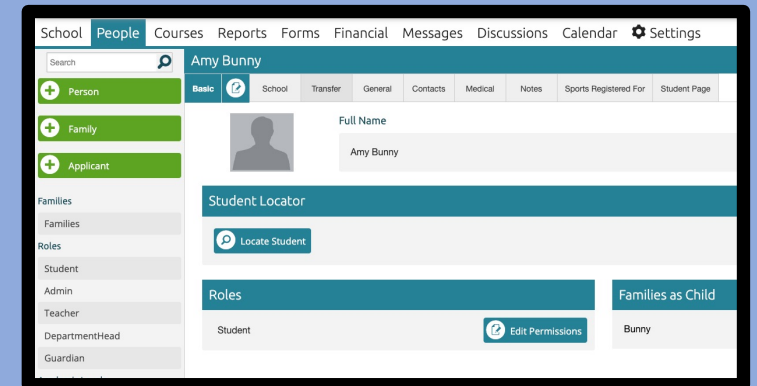 School People Courses Reports Forms Financial Messages Discussions Calendar Settings
Search
Amy Bunny
Person
Family
Applicant
Families
Families
Roles
Student
Admin
Teacher
DepartmentHead
Guardian
Basic School Transfer General Contacts Medical Notes Sports Registered For Student Page
Full Name
Amy Bunny
Student Locator
Locate Student
Roles
Student
Edit Permissions
Families as Child
Bunny